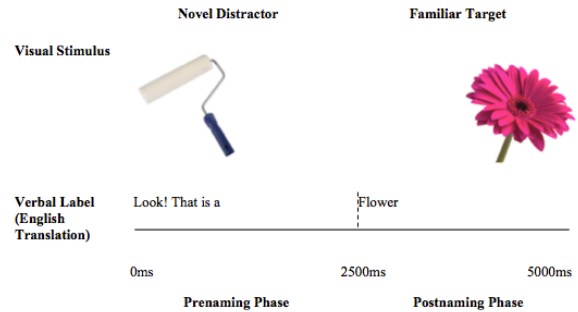 Novel Distractor Familiar Target
Visual Stimulus
Verbal Label Look! That is a Flower
(English
Translation)
0ms 2500ms 5000ms
Prenaming Phase Postnaming Phase